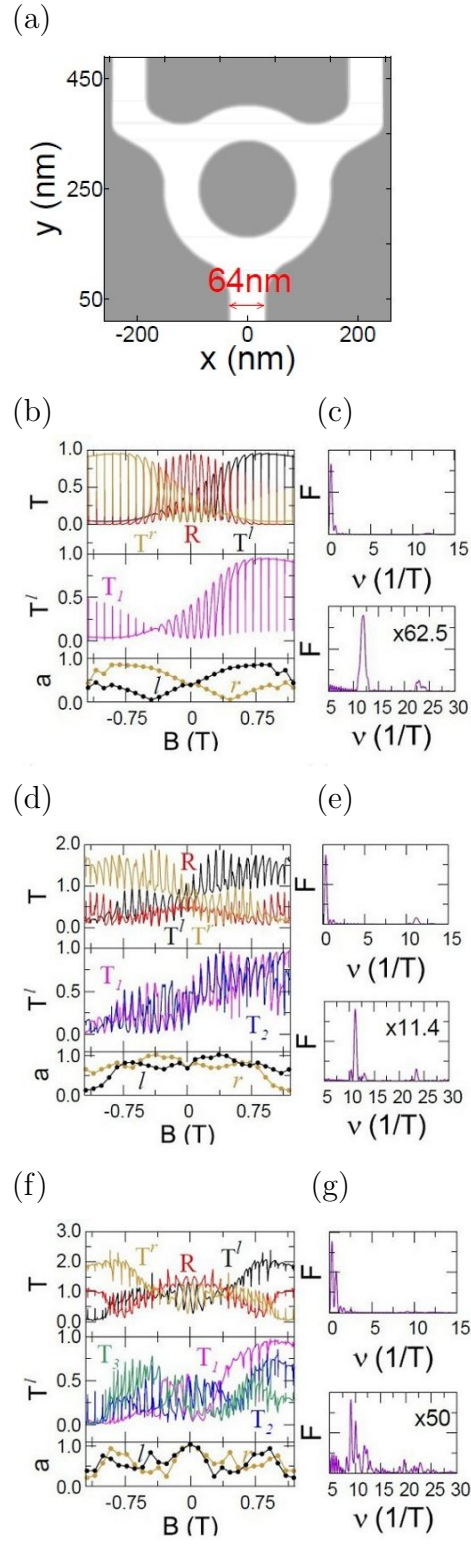 (a)
450
250
50
y (nm)
64nm
-200 0 200
x (nm)
(b) (c)
1.0
0.5
0.0
T
T^r R T^l
1.0
0.5
0.0
T^l
T_1
1.0
0.0
a
l r
-0.75 0 0.75
B (T)
F
0 5 10 15
ν (1/T)
F
x62.5
5 10 15 20 25 30
ν (1/T)
(d) (e)
2.0
1.0
0.0
T
R
T^l T^r
1.0
0.5
0.0
T^l
T_1
T_2
1.0
0.0
a
l r
-0.75 0 0.75
B (T)
F
0 5 10 15
ν (1/T)
F
x11.4
5 10 15 20 25 30
ν (1/T)
(f) (g)
3.0
2.0
1.0
0.0
T
T^r R T^l
1.0
0.5
0.0
T^l
T_3 T_1
T_2
1.0
0.0
a
l r
-0.75 0 0.75
B (T)
F
0 5 10 15
ν (1/T)
F
x50
5 10 15 20 25 30
ν (1/T)